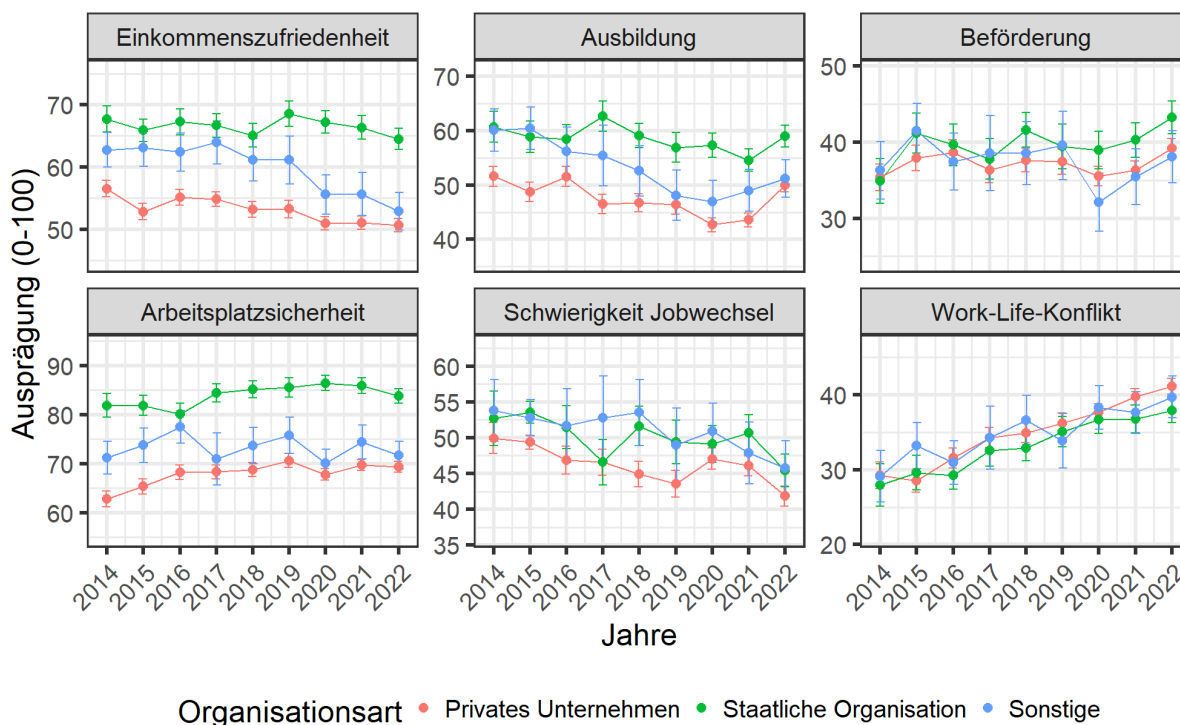 Einkommenszufriedenheit
Ausbildung
Beförderung
70
60
50
70
60
50
40
50
40
30
Arbeitsplatzsicherheit
Schwierigkeit Jobwechsel
Work-Life-Konflikt
90
80
70
60
60
55
50
45
40
35
40
30
20
Ausprägung (0-100)
2014 2015 2016 2017 2018 2019 2020 2021 2022
2014 2015 2016 2017 2018 2019 2020 2021 2022
2014 2015 2016 2017 2018 2019 2020 2021 2022
Jahre
Organisationsart Privates Unternehmen Staatliche Organisation Sonstige